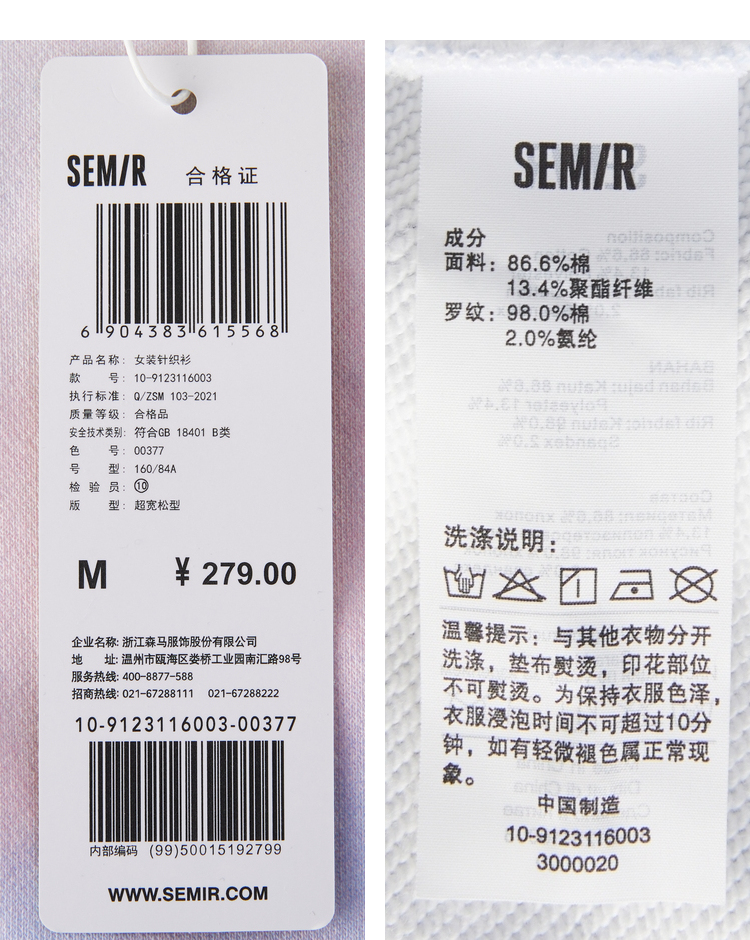 SEMIR 合格证
6 904383 615568
产品名称: 女装针织衫
款 号: 10-9123116003
执行标准: Q/ZSM 103-2021
质量等级: 合格品
安全技术类别: 符合GB 18401 B类
色 号: 00377
号 型: 160/84A
检 验 员: ⑩
版 型: 超宽松型
M ¥ 279.00
企业名称: 浙江森马服饰股份有限公司
地 址: 温州市瓯海区娄桥工业园南汇路98号
服务热线: 400-8877-588
招商热线: 021-67288111 021-67288222
10-9123116003-00377
内部编码 (99)50015192799
WWW.SEMIR.COM
SEMIR
成分
面料: 86.6%棉
13.4%聚酯纤维
罗纹: 98.0%棉
2.0%氨纶
洗涤说明:
温馨提示: 与其他衣物分开
洗涤, 垫布熨烫, 印花部位
不可熨烫。为保持衣服色泽,
衣服浸泡时间不可超过10分
钟, 如有轻微褪色属正常现
象。
中国制造
10-9123116003
3000020